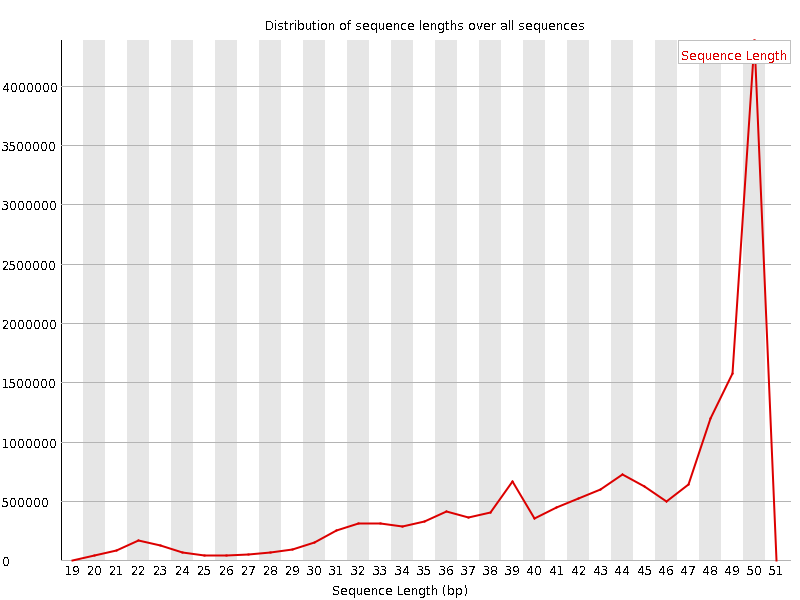 Distribution of sequence lengths over all sequences
Sequence Length
4000000
3500000
3000000
2500000
2000000
1500000
1000000
500000
0
19 20 21 22 23 24 25 26 27 28 29 30 31 32 33 34 35 36 37 38 39 40 41 42 43 44 45 46 47 48 49 50 51
Sequence Length (bp)